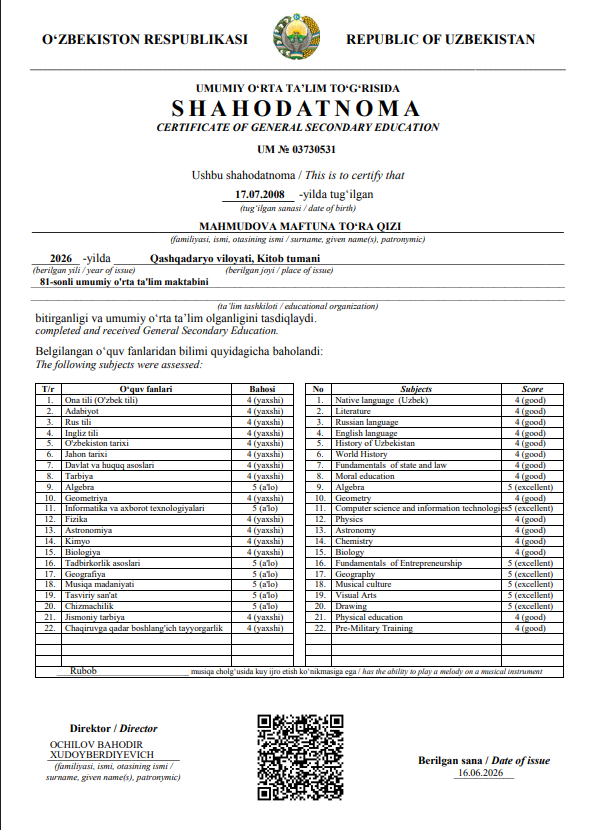 O‘ZBEKISTON RESPUBLIKASI REPUBLIC OF UZBEKISTAN
UMUMIY O‘RTA TA’LIM TO‘G‘RISIDA
SHAHODATNOMA
CERTIFICATE OF GENERAL SECONDARY EDUCATION
UM № 03730531
Ushbu shahodatnoma / This is to certify that
17.07.2008 -yilda tug‘ilgan
(tug‘ilgan sanasi / date of birth)
MAHMUDOVA MAFTUNA TO‘RA QIZI
(familiyasi, ismi, otasining ismi / surname, given name(s), patronymic)
2026 -yilda Qashqadaryo viloyati, Kitob tumani
(berilgan yili / year of issue) (berilgan joyi / place of issue)
81-sonli umumiy o'rta ta'lim maktabini
(ta’lim tashkiloti / educational organization)
bitirganligi va umumiy o‘rta ta’lim olganligini tasdiqlaydi.
completed and received General Secondary Education.
Belgilangan o‘quv fanlaridan bilimi quyidagicha baholandi:
The following subjects were assessed:
T/r O‘quv fanlari Bahosi No Subjects Score
1. Ona tili (O'zbek tili) 4 (yaxshi) 1. Native language (Uzbek) 4 (good)
2. Adabiyot 4 (yaxshi) 2. Literature 4 (good)
3. Rus tili 4 (yaxshi) 3. Russian language 4 (good)
4. Ingliz tili 4 (yaxshi) 4. English language 4 (good)
5. O'zbekiston tarixi 4 (yaxshi) 5. History of Uzbekistan 4 (good)
6. Jahon tarixi 4 (yaxshi) 6. World History 4 (good)
7. Davlat va huquq asoslari 4 (yaxshi) 7. Fundamentals of state and law 4 (good)
8. Tarbiya 4 (yaxshi) 8. Moral education 4 (good)
9. Algebra 5 (a'lo) 9. Algebra 5 (excellent)
10. Geometriya 4 (yaxshi) 10. Geometry 4 (good)
11. Informatika va axborot texnologiyalari 5 (a'lo) 11. Computer science and information technologies 5 (excellent)
12. Fizika 4 (yaxshi) 12. Physics 4 (good)
13. Astronomiya 4 (yaxshi) 13. Astronomy 4 (good)
14. Kimyo 4 (yaxshi) 14. Chemistry 4 (good)
15. Biologiya 4 (yaxshi) 15. Biology 4 (good)
16. Tadbirkorlik asoslari 5 (a'lo) 16. Fundamentals of Entrepreneurship 5 (excellent)
17. Geografiya 5 (a'lo) 17. Geography 5 (excellent)
18. Musiqa madaniyati 5 (a'lo) 18. Musical culture 5 (excellent)
19. Tasviriy san'at 5 (a'lo) 19. Visual Arts 5 (excellent)
20. Chizmachilik 5 (a'lo) 20. Drawing 5 (excellent)
21. Jismoniy tarbiya 4 (yaxshi) 21. Physical education 4 (good)
22. Chaqiruvga qadar boshlang'ich tayyorgarlik 4 (yaxshi) 22. Pre-Military Training 4 (good)
Rubob musiqa cholg‘usida kuy ijro etish ko‘nikmasiga ega / has the ability to play a melody on a musical instrument
Direktor / Director
OCHILOV BAHODIR
XUDOYBERDIYEVICH
(familiyasi, ismi, otasining ismi /
surname, given name(s), patronymic)
Berilgan sana / Date of issue
16.06.2026